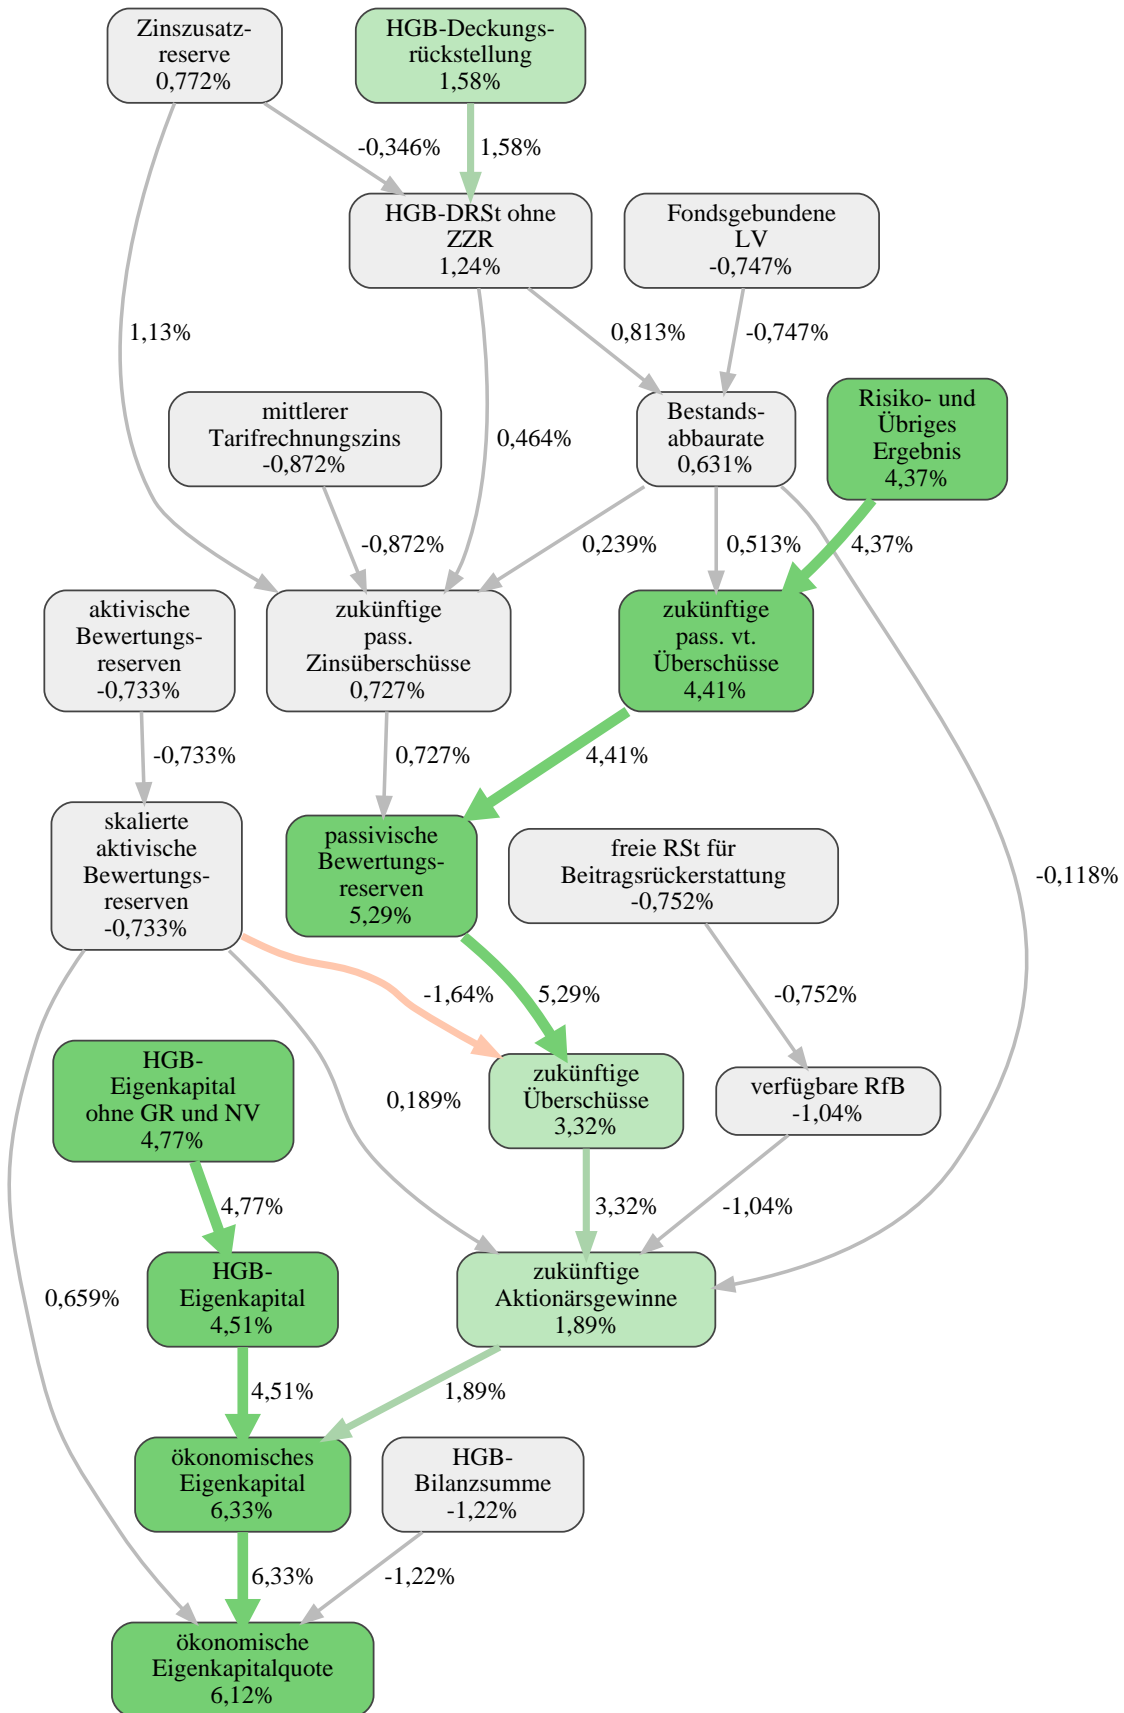 Zinszusatz-
reserve
0,772%
HGB-Deckungs-
rückstellung
1,58%
-0,346%
1,58%
HGB-DRSt ohne
ZZR
1,24%
Fondsgebundene
LV
-0,747%
1,13%
0,813%
-0,747%
mittlerer
Tarifrechnungszins
-0,872%
0,464%
Bestands-
abbaurate
0,631%
Risiko- und
Übriges
Ergebnis
4,37%
-0,872%
0,239%
0,513%
4,37%
aktivische
Bewertungs-
reserven
-0,733%
zukünftige
pass.
Zinsüberschüsse
0,727%
zukünftige
pass. vt.
Überschüsse
4,41%
-0,733%
0,727%
4,41%
skalierte
aktivische
Bewertungs-
reserven
-0,733%
passivische
Bewertungs-
reserven
5,29%
freie RSt für
Beitragsrückerstattung
-0,752%
-0,118%
-1,64%
5,29%
-0,752%
HGB-
Eigenkapital
ohne GR und NV
4,77%
0,189%
zukünftige
Überschüsse
3,32%
verfügbare RfB
-1,04%
4,77%
3,32%
-1,04%
0,659%
HGB-
Eigenkapital
4,51%
zukünftige
Aktionärsgewinne
1,89%
4,51%
1,89%
ökonomisches
Eigenkapital
6,33%
HGB-
Bilanzsumme
-1,22%
6,33%
-1,22%
ökonomische
Eigenkapitalquote
6,12%